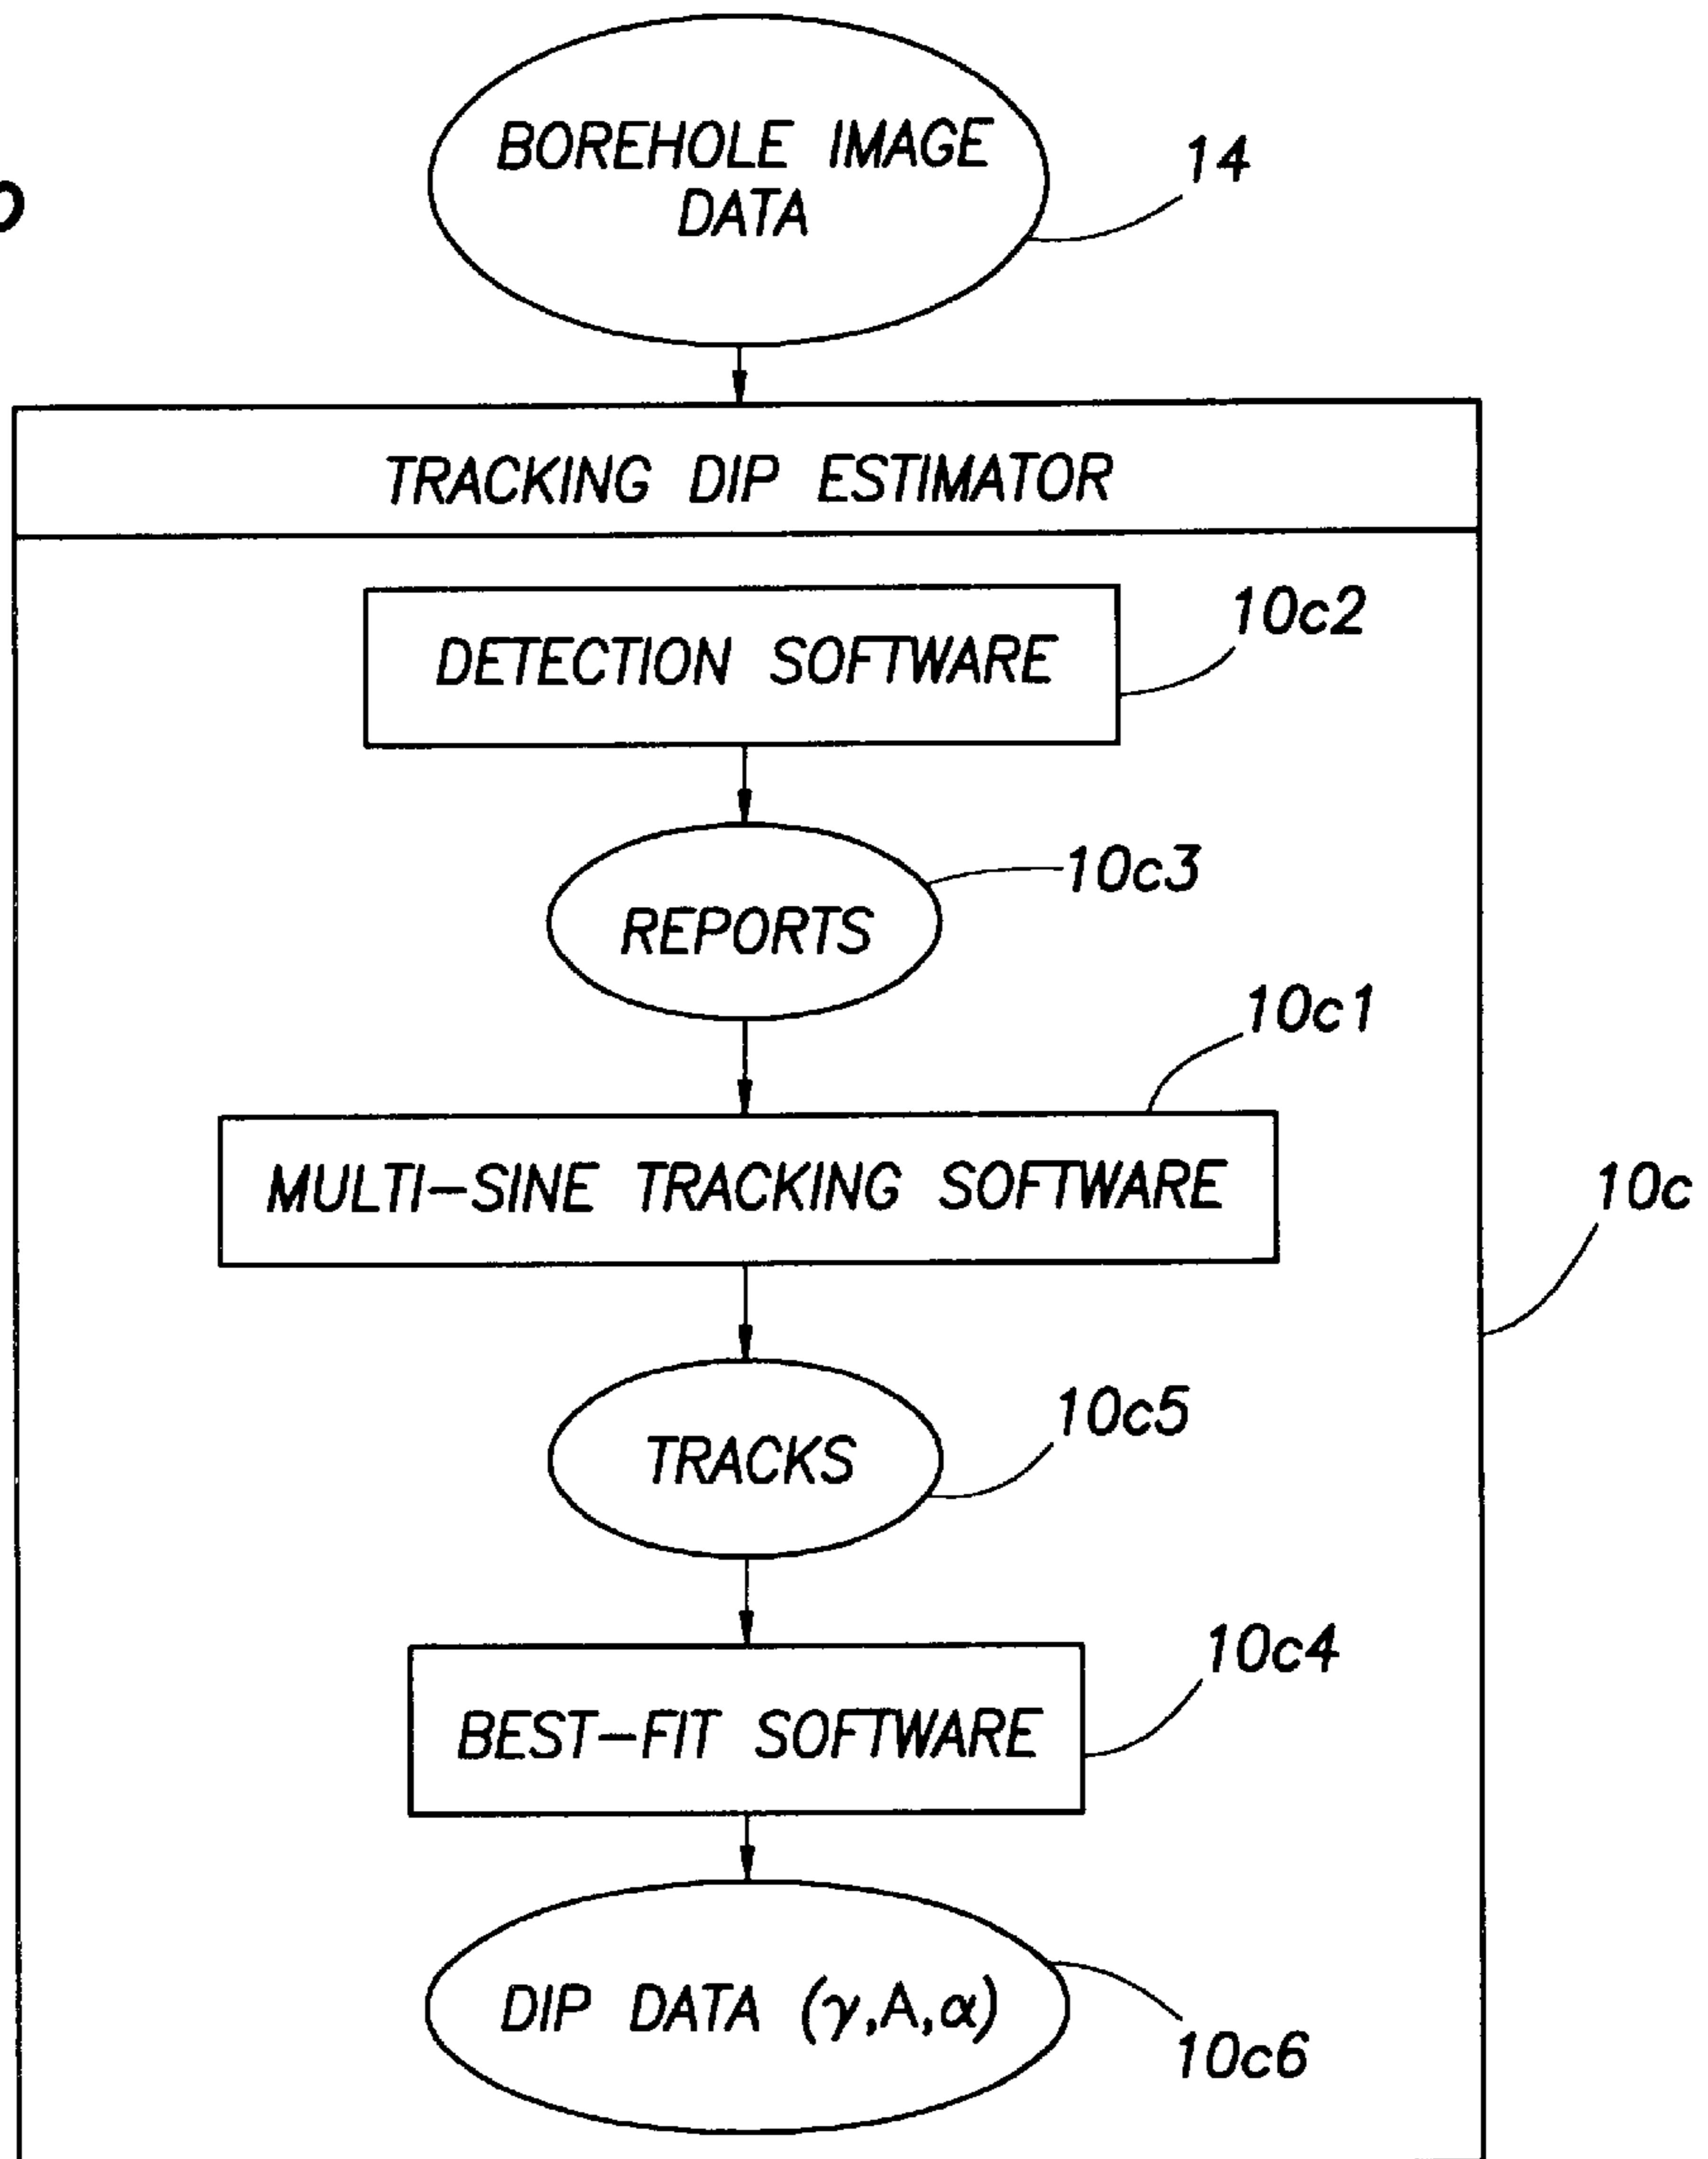 BOREHOLE IMAGE
DATA
14
TRACKING DIP ESTIMATOR
10c2
DETECTION SOFTWARE
10c3
REPORTS
10c1
MULTI-SINE TRACKING SOFTWARE
10c
10c5
TRACKS
10c4
BEST-FIT SOFTWARE
DIP DATA (γ,A,α)
10c6